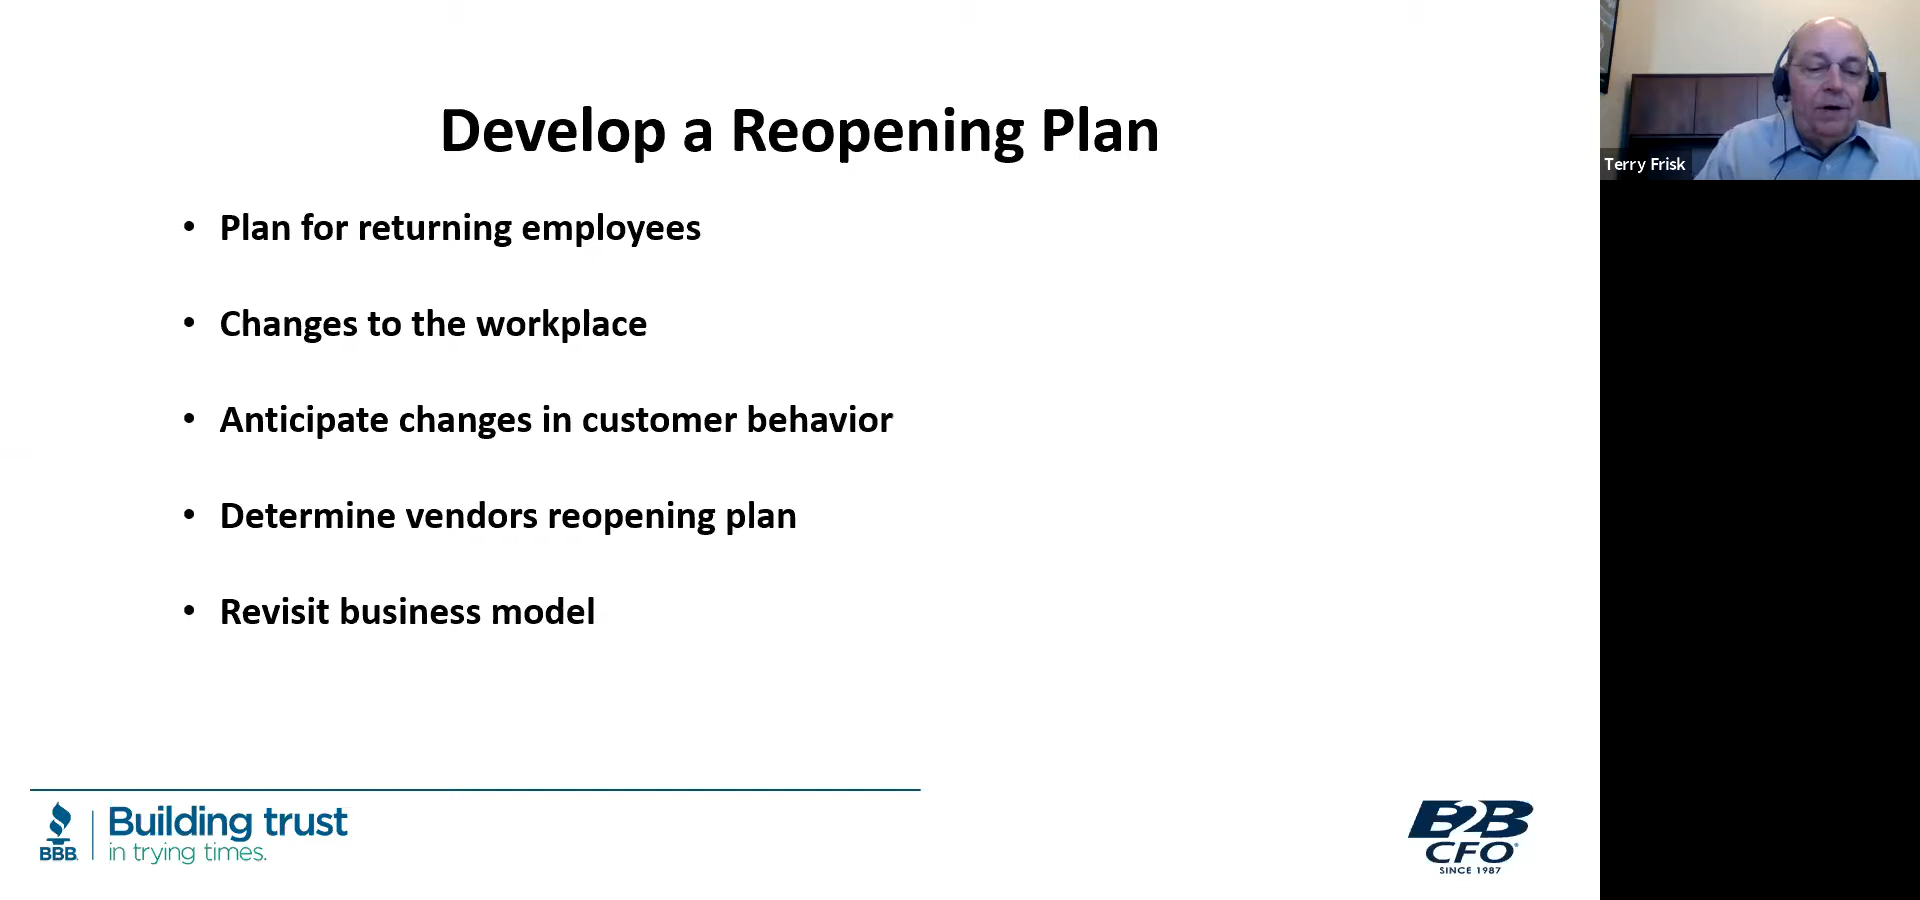 Develop a Reopening Plan
• Plan for returning employees
• Changes to the workplace
• Anticipate changes in customer behavior
• Determine vendors reopening plan
• Revisit business model
Terry Frisk
BBB
Building trust
in trying times.
B2B
CFO®
SINCE 1987